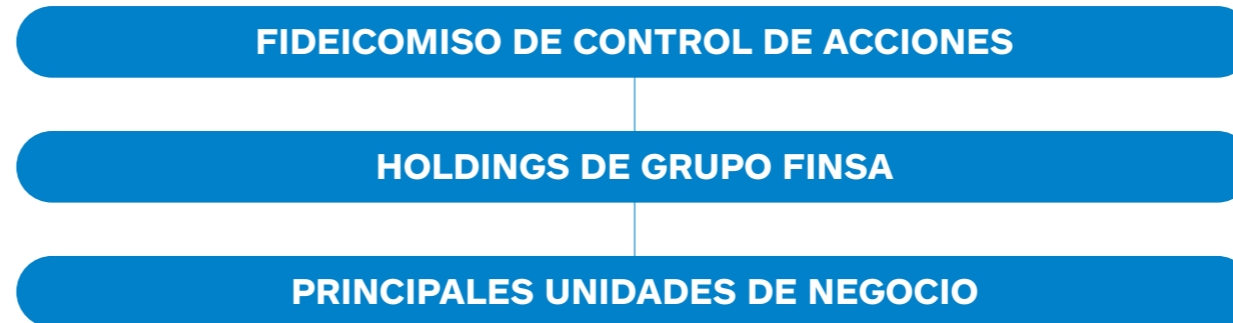 FIDEICOMISO DE CONTROL DE ACCIONES
HOLDINGS DE GRUPO FINSA
PRINCIPALES UNIDADES DE NEGOCIO